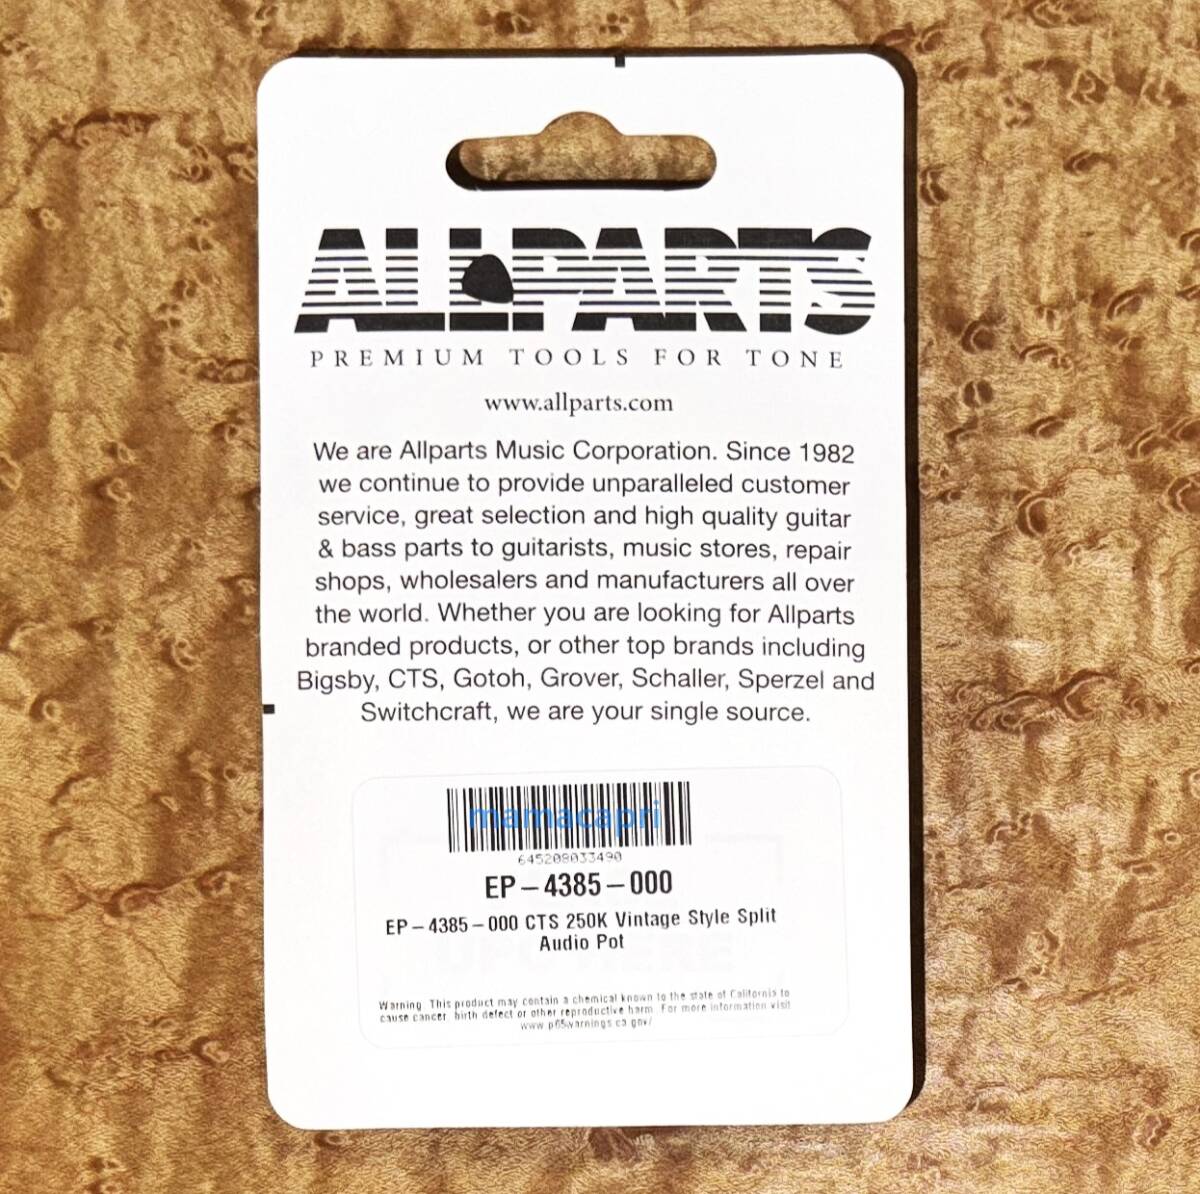 ALLPARTS
PREMIUM TOOLS FOR TONE
www.allparts.com
We are Allparts Music Corporation. Since 1982
we continue to provide unparalleled customer
service, great selection and high quality guitar
& bass parts to guitarists, music stores, repair
shops, wholesalers and manufacturers all over
the world. Whether you are looking for Allparts
branded products, or other top brands including
Bigsby, CTS, Gotoh, Grover, Schaller, Sperzel and
Switchcraft, we are your single source.
mamacapri
645208033490
EP-4385-000
EP-4385-000 CTS 250K Vintage Style Split
Audio Pot
Warning This product may contain a chemical known to the state of California to
cause cancer birth defect or other reproductive harm For more information visit
www p65warnings ca gov/